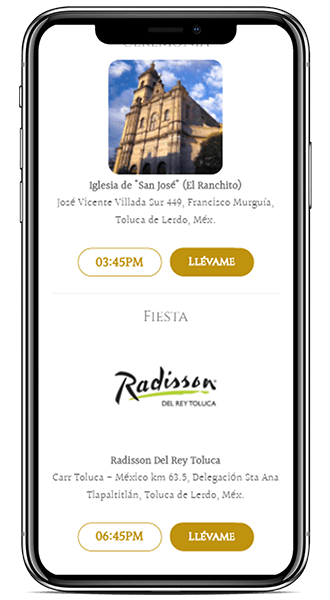 CEREMONIA
Iglesia de "San José" (El Ranchito)
José Vicente Villada Sur 449, Francisco Murguía,
Toluca de Lerdo, Méx.
03:45PM LLÉVAME
FIESTA
Radisson
DEL REY TOLUCA
Radisson Del Rey Toluca
Carr Toluca - México km 63.5, Delegación Sta Ana
Tlapaltitlán, Toluca de Lerdo, Méx.
06:45PM LLÉVAME